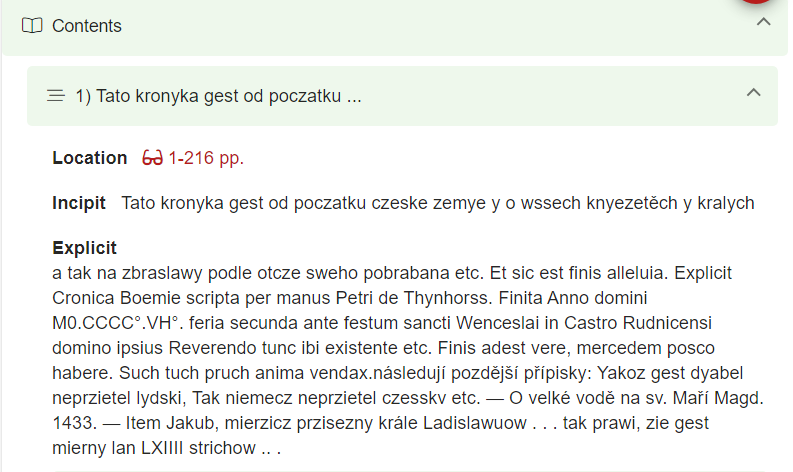 Contents
1) Tato kronyka gest od poczatku ...
Location 1-216 pp.
Incipit Tato kronyka gest od poczatku czeske zemye y o wssech knyezetěch y kralych
Explicit
a tak na zbraslawy podle otcze sweho pobrabana etc. Et sic est finis alleluia. Explicit
Cronica Boemie scripta per manus Petri de Thynhorss. Finita Anno domini
M0.CCCC°.VH°. feria secunda ante festum sancti Wenceslai in Castro Rudnicensi
domino ipsius Reverendo tunc ibi existente etc. Finis adest vere, mercedem posco
habere. Such tuch pruch anima vendax.následují pozdější přípisky: Yakoz gest dyabel
neprzietel lydski, Tak niemecz neprzietel czesskv etc. — O velké vodě na sv. Maří Magd.
1433. — Item Jakub, mierzicz przisezny krále Ladislawuow . . . tak prawi, zie gest
mierny lan LXIIII strichow .. .